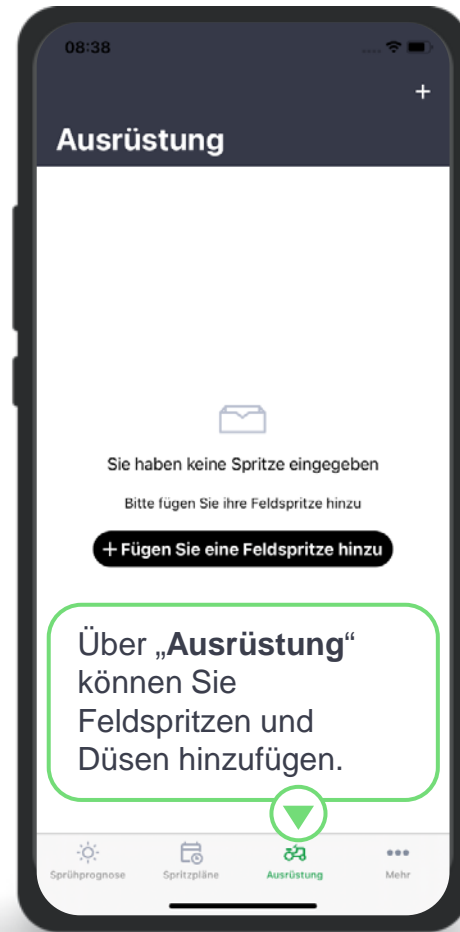 08:38
+
Ausrüstung
Sie haben keine Spritze eingegeben
Bitte fügen Sie ihre Feldspritze hinzu
+ Fügen Sie eine Feldspritze hinzu
Über „Ausrüstung“
können Sie
Feldspritzen und
Düsen hinzufügen.
Sprühprognose Spritzpläne Ausrüstung Mehr